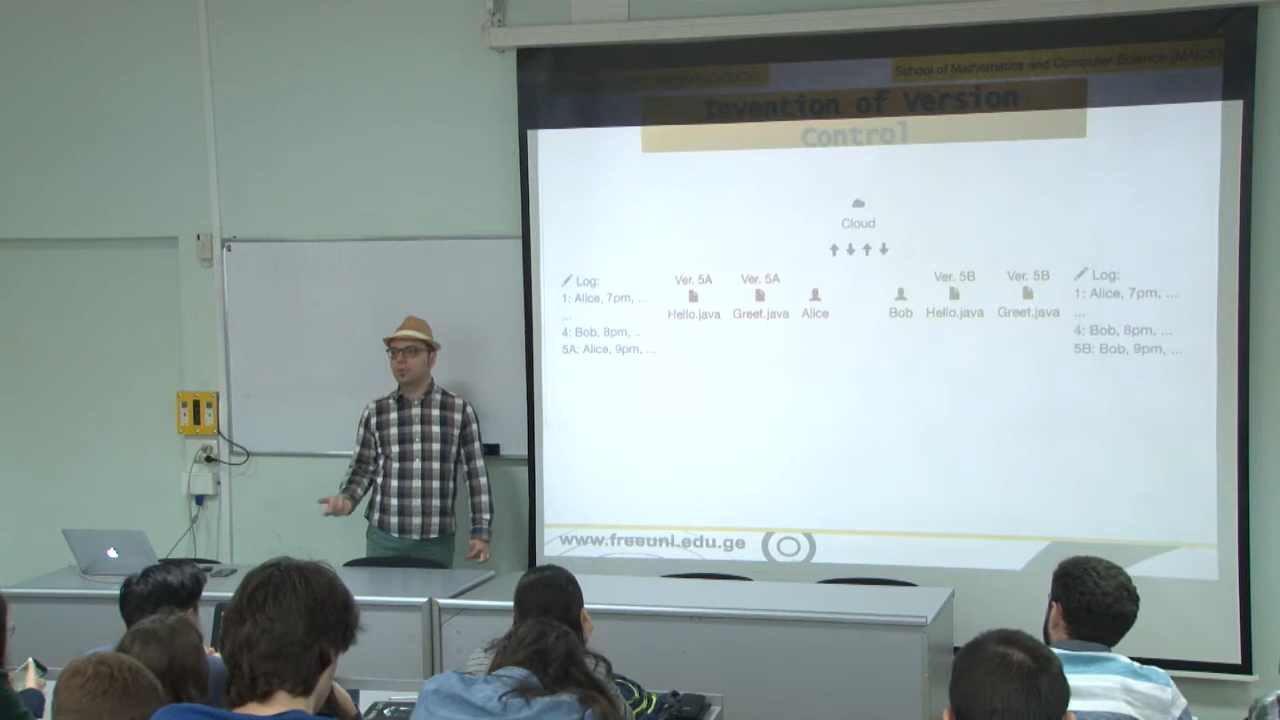 School of Mathematics and Computer Science (MACS)
Invention of Version
Control
Cloud
Log:
1: Alice, 7pm, ...
...
4: Bob, 8pm, ...
5A: Alice, 9pm, ...
Ver. 5A
Hello.java
Ver. 5A
Greet.java
Alice
Bob
Ver. 5B
Hello.java
Ver. 5B
Greet.java
Log:
1: Alice, 7pm, ...
...
4: Bob, 8pm, ...
5B: Bob, 9pm, ...
www.freeuni.edu.ge